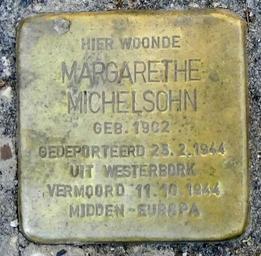 HIER WOONDE
MARGARETHE
MICHELSOHN
GEB. 1902
GEDEPORTEERD 25.2.1944
UIT WESTERBORK
VERMOORD 11.10.1944
MIDDEN-EUROPA